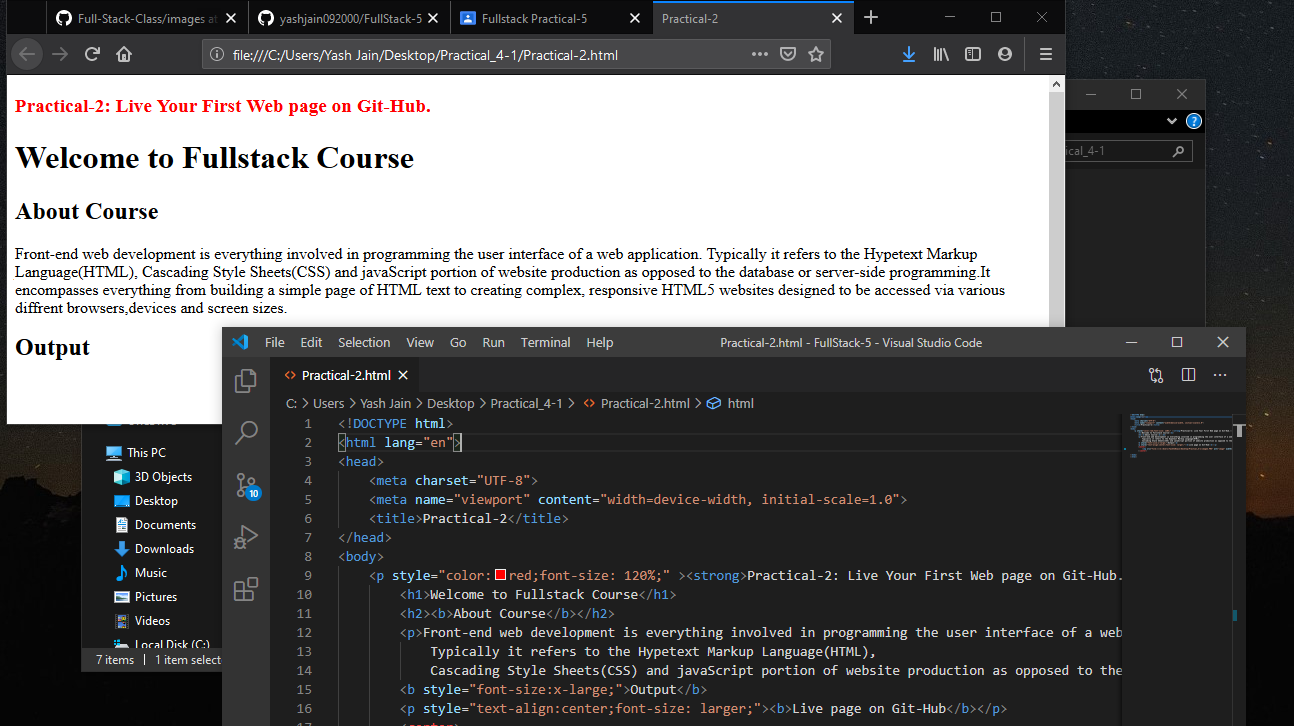 Full-Stack-Class/images at
yashjain092000/FullStack-5
Fullstack Practical-5
Practical-2
file:///C:/Users/Yash Jain/Desktop/Practical_4-1/Practical-2.html
Practical-2: Live Your First Web page on Git-Hub.
Welcome to Fullstack Course
About Course
Front-end web development is everything involved in programming the user interface of a web application. Typically it refers to the Hypetext Markup
Language(HTML), Cascading Style Sheets(CSS) and javaScript portion of website production as opposed to the database or server-side programming.It
encompasses everything from building a simple page of HTML text to creating complex, responsive HTML5 websites designed to be accessed via various
diffrent browsers,devices and screen sizes.
Output
ical_4-1
This PC
3D Objects
Desktop
Documents
Downloads
Music
Pictures
Videos
Local Disk (C:)
7 items 1 item select
File Edit Selection View Go Run Terminal Help Practical-2.html - FullStack-5 - Visual Studio Code
Practical-2.html
C: > Users > Yash Jain > Desktop > Practical_4-1 > Practical-2.html > html
10
1 <!DOCTYPE html>
2 <html lang="en">
3 <head>
4 <meta charset="UTF-8">
5 <meta name="viewport" content="width=device-width, initial-scale=1.0">
6 <title>Practical-2</title>
7 </head>
8 <body>
9 <p style="color: red;font-size: 120%;" ><strong>Practical-2: Live Your First Web page on Git-Hub.
10 <h1>Welcome to Fullstack Course</h1>
11 <h2><b>About Course</b></h2>
12 <p>Front-end web development is everything involved in programming the user interface of a web
13 Typically it refers to the Hypetext Markup Language(HTML),
14 Cascading Style Sheets(CSS) and javaScript portion of website production as opposed to the
15 <b style="font-size:x-large;">Output</b>
16 <p style="text-align:center;font-size: larger;"><b>Live page on Git-Hub</b></p>
17 <center>